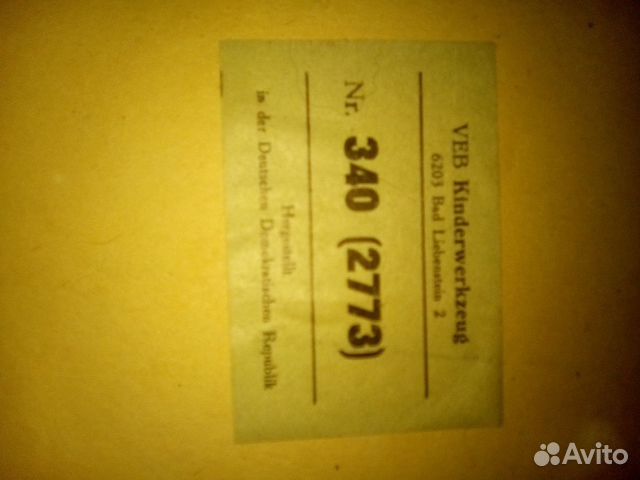 VEB Kinderwerkzeug
6203 Bad Liebenstein 2
Nr. 340 (2773)
Hergestellt
in der Deutschen Demokratischen Republik
Avito